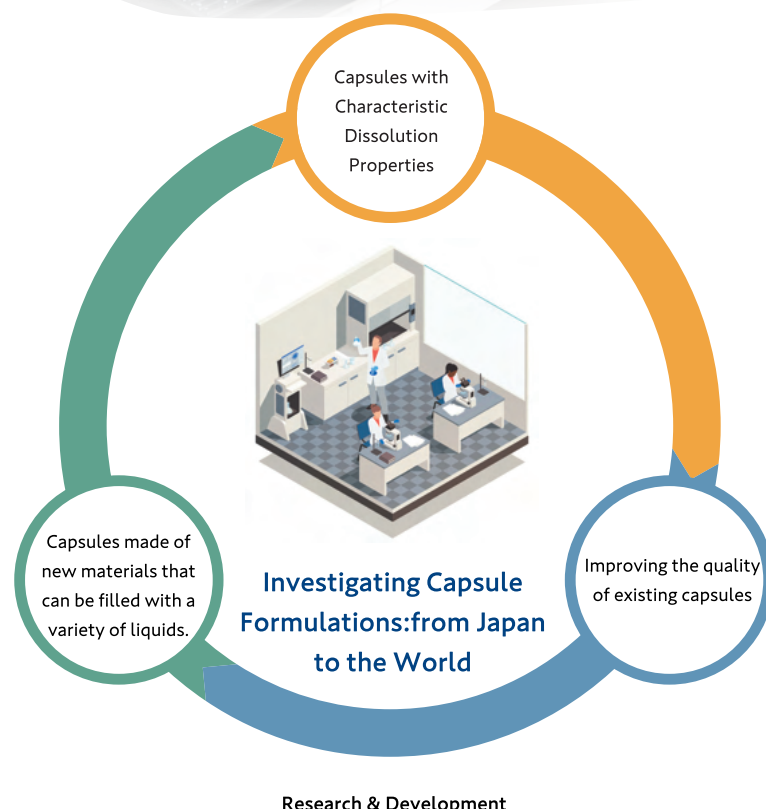 Capsules with
Characteristic
Dissolution
Properties
Capsules made of
new materials that
can be filled with a
variety of liquids.
Improving the quality
of existing capsules
Investigating Capsule
Formulations:from Japan
to the World
Research & Development